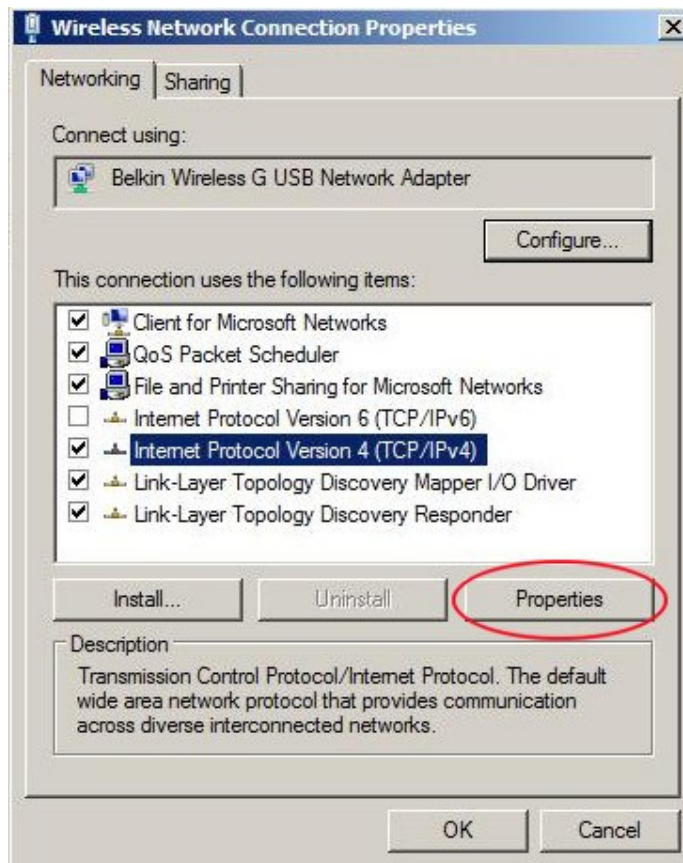 Wireless Network Connection Properties
Networking
Sharing
Connect using:
Belkin Wireless G USB Network Adapter
Configure...
This connection uses the following items:
Client for Microsoft Networks
QoS Packet Scheduler
File and Printer Sharing for Microsoft Networks
Internet Protocol Version 6 (TCP/IPv6)
Internet Protocol Version 4 (TCP/IPv4)
Link-Layer Topology Discovery Mapper I/O Driver
Link-Layer Topology Discovery Responder
Install...
Uninstall
Properties
Description
Transmission Control Protocol/Internet Protocol. The default
wide area network protocol that provides communication
across diverse interconnected networks.
OK
Cancel